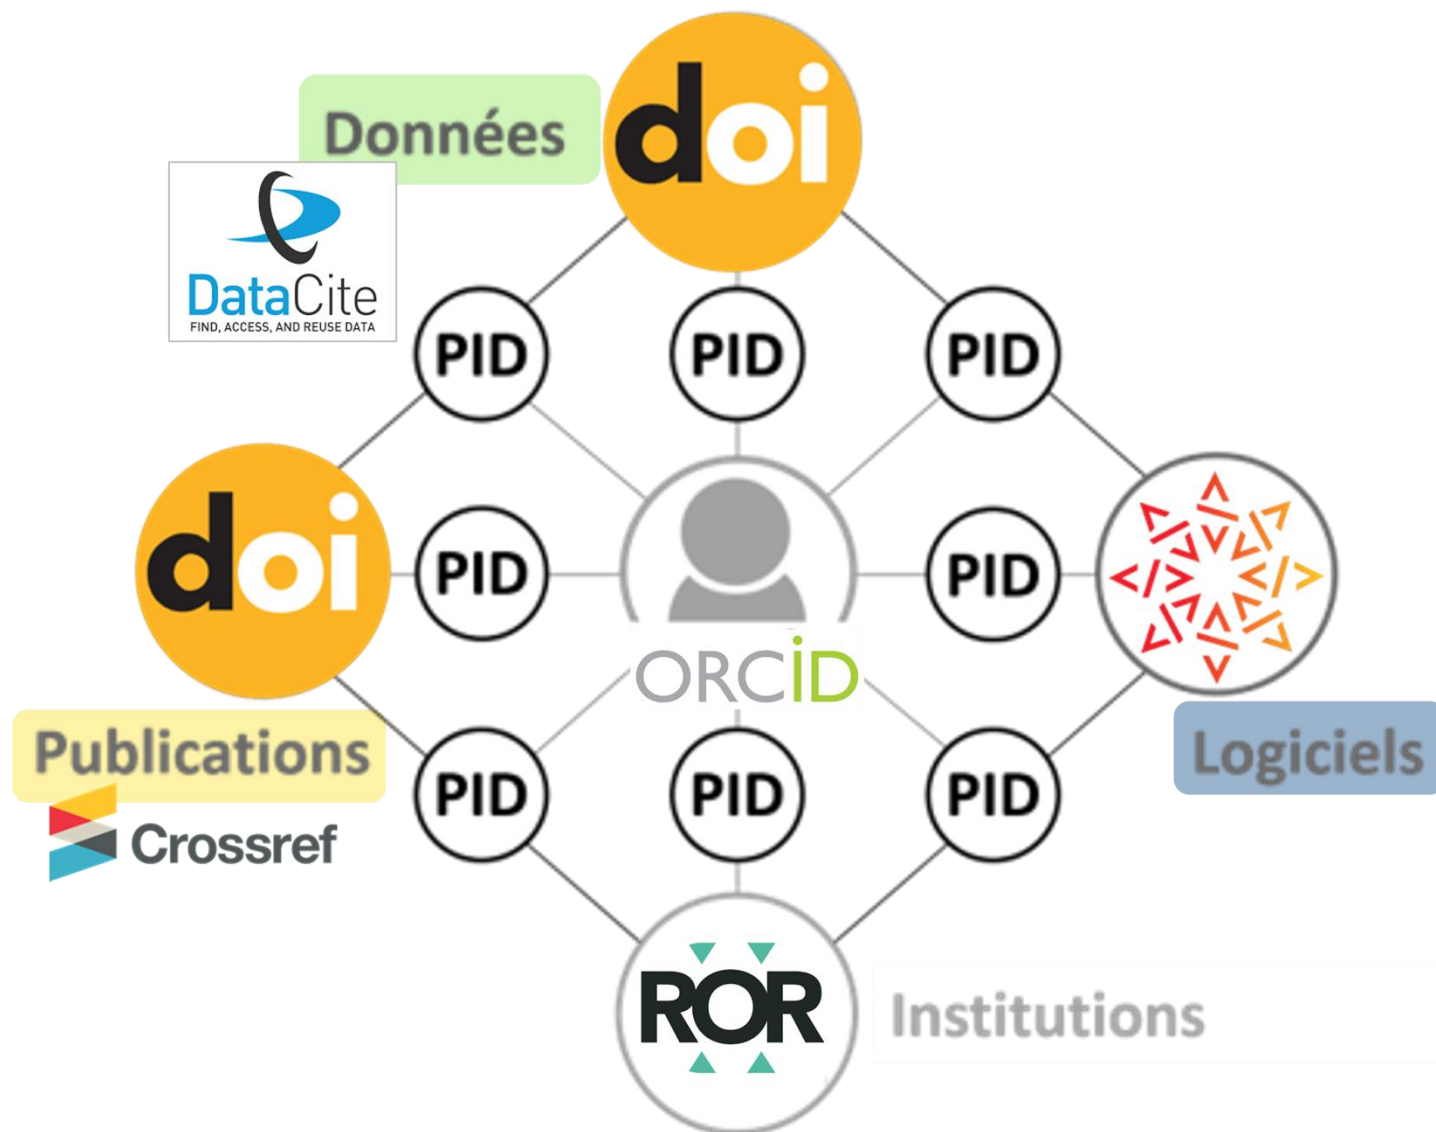 doi
Données
DataCite
FIND, ACCESS, AND REUSE DATA
PID
PID
PID
doi
PID
PID
ORCID
Publications
Crossref
Logiciels
PID
PID
PID
ROR
Institutions